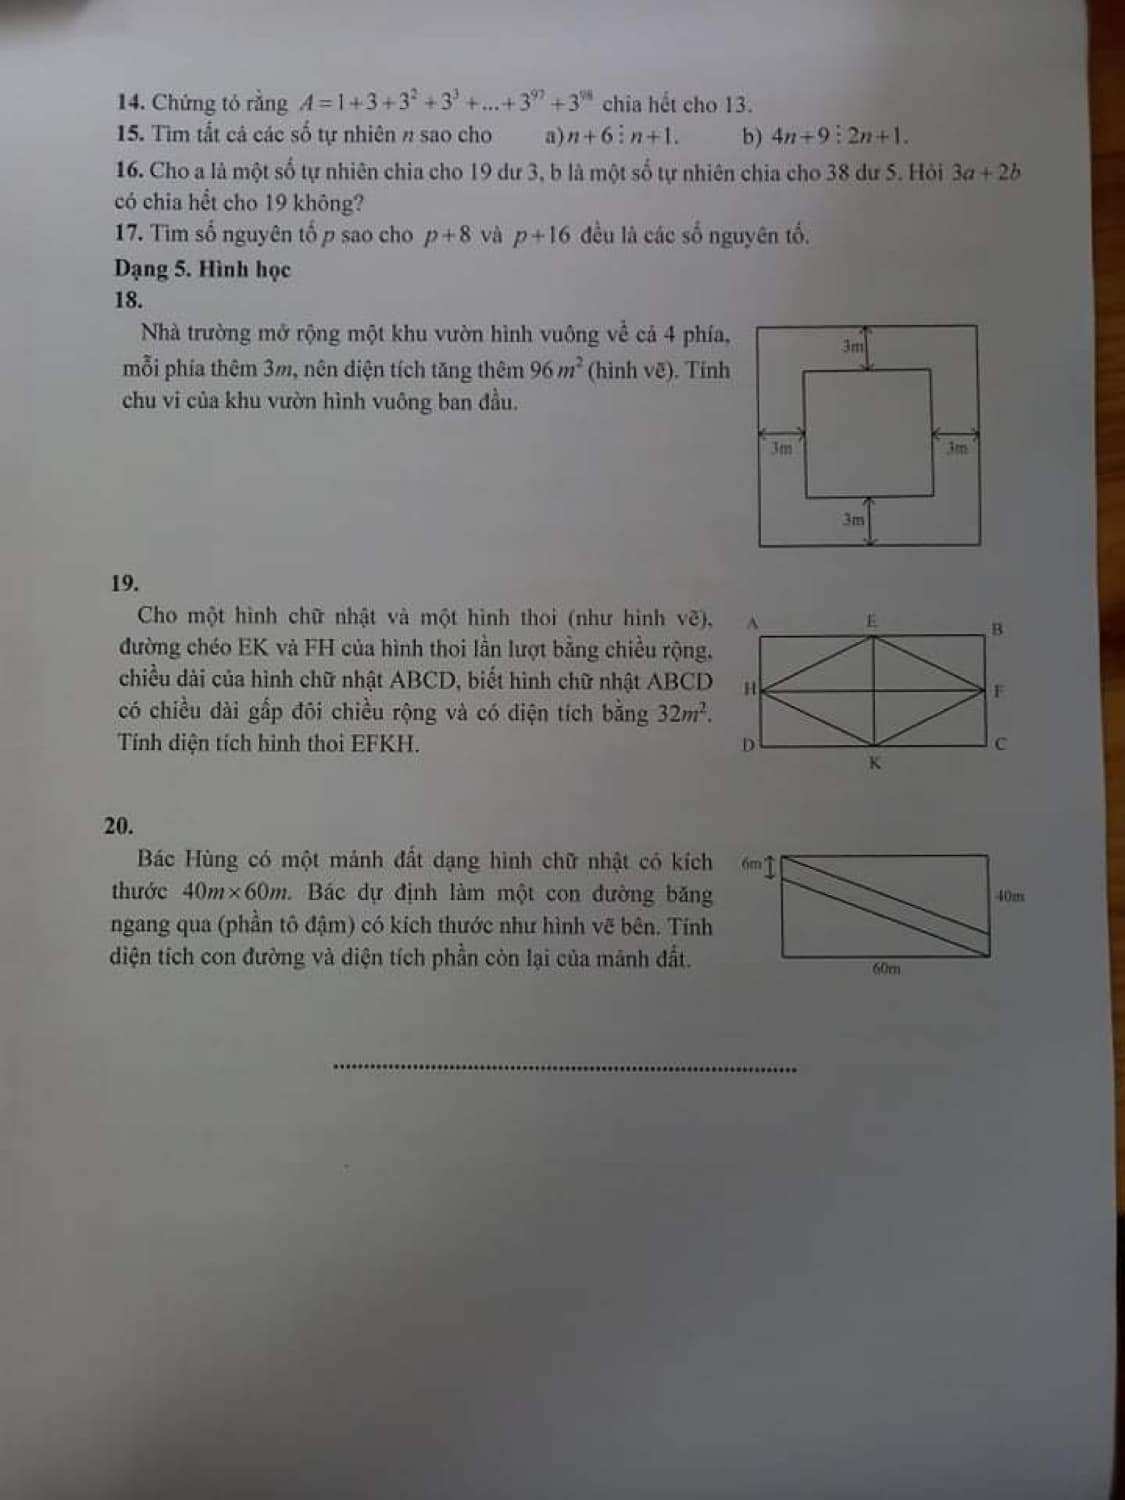 14. Chứng tỏ rằng A = 1 + 3 + 3² + 3³ + ... + 3⁹⁷ + 3⁹⁸ chia hết cho 13.
15. Tìm tất cả các số tự nhiên n sao cho a) n + 6 ⋮ n + 1. b) 4n + 9 ⋮ 2n + 1.
16. Cho a là một số tự nhiên chia cho 19 dư 3, b là một số tự nhiên chia cho 38 dư 5. Hỏi 3a + 2b
có chia hết cho 19 không?
17. Tìm số nguyên tố p sao cho p + 8 và p + 16 đều là các số nguyên tố.
Dạng 5. Hình học
18.
Nhà trường mở rộng một khu vườn hình vuông về cả 4 phía,
mỗi phía thêm 3m, nên diện tích tăng thêm 96 m² (hình vẽ). Tính
chu vi của khu vườn hình vuông ban đầu.
3m
3m
3m
3m
19.
Cho một hình chữ nhật và một hình thoi (như hình vẽ),
đường chéo EK và FH của hình thoi lần lượt bằng chiều rộng,
chiều dài của hình chữ nhật ABCD, biết hình chữ nhật ABCD
có chiều dài gấp đôi chiều rộng và có diện tích bằng 32m².
Tính diện tích hình thoi EFKH.
A
E
B
H
F
D
C
K
20.
Bác Hùng có một mảnh đất dạng hình chữ nhật có kích
thước 40m×60m. Bác dự định làm một con đường băng
ngang qua (phần tô đậm) có kích thước như hình vẽ bên. Tính
diện tích con đường và diện tích phần còn lại của mảnh đất.
6m
40m
60m